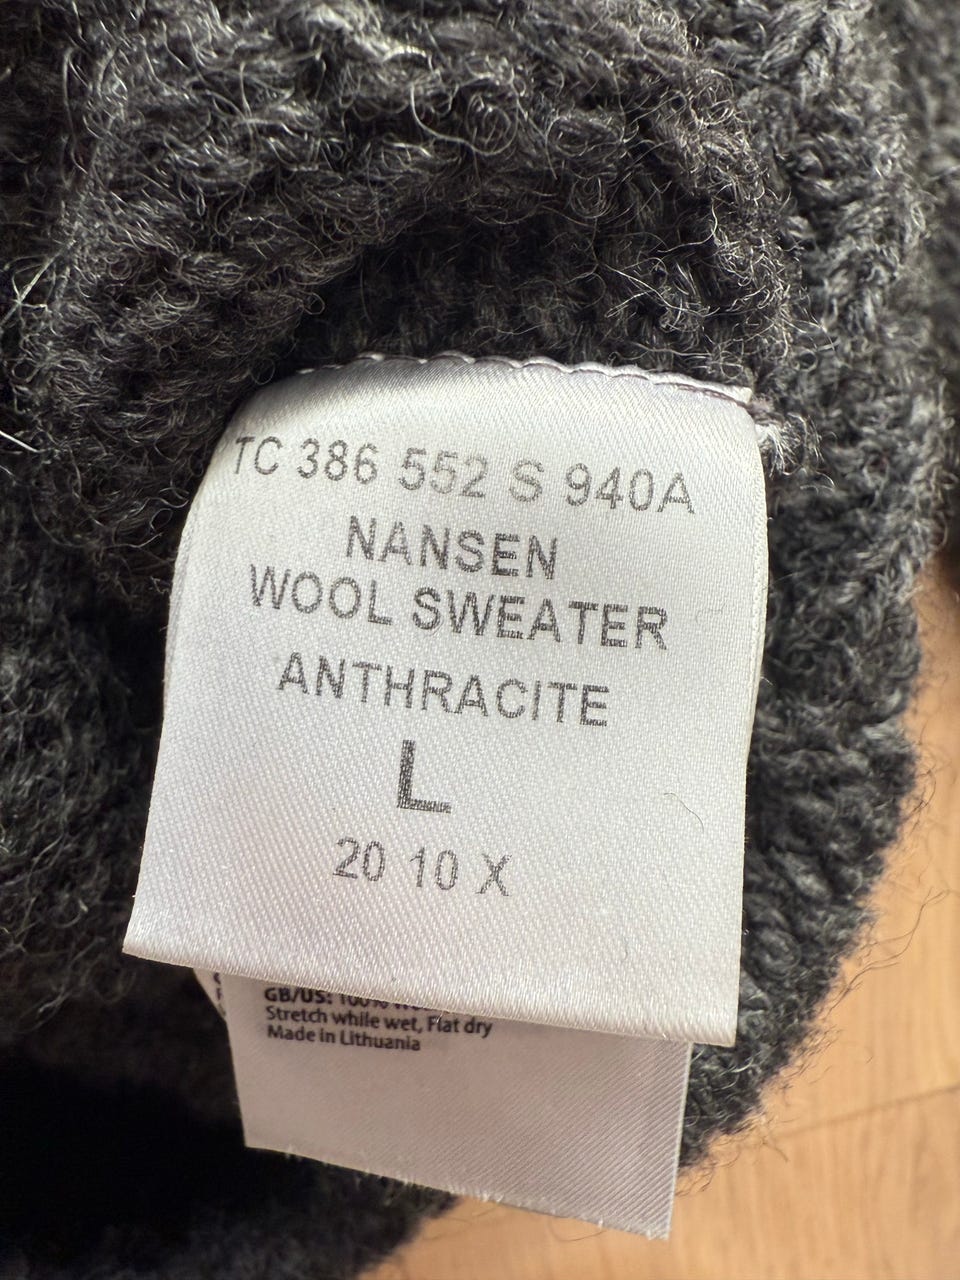 TC 386 552 S 940A
NANSEN
WOOL SWEATER
ANTHRACITE
L
20 10 X
GB/US: 100%
Stretch while wet, Flat dry
Made in Lithuania